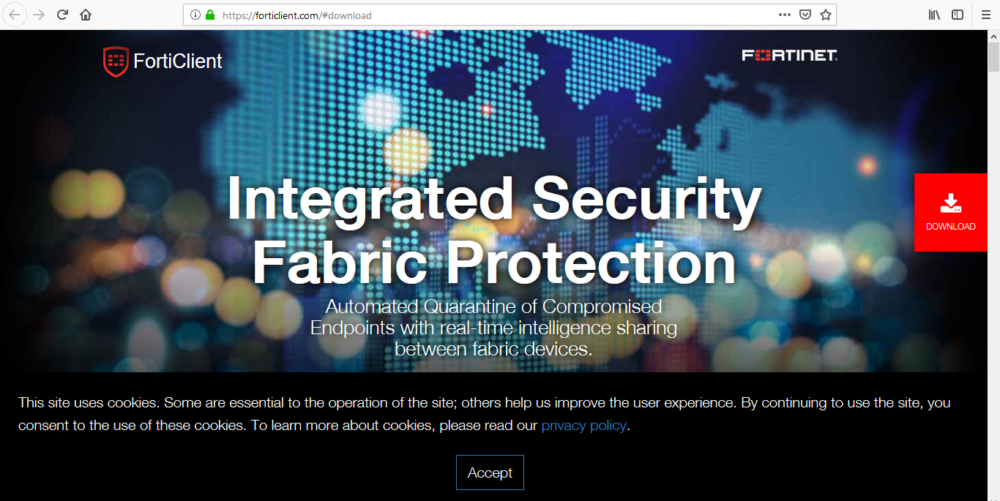 https://forticlient.com/#download
FortiClient
FORTINET
Integrated Security
Fabric Protection
DOWNLOAD
Automated Quarantine of Compromised
Endpoints with real-time intelligence sharing
between fabric devices.
This site uses cookies. Some are essential to the operation of the site; others help us improve the user experience. By continuing to use the site, you
consent to the use of these cookies. To learn more about cookies, please read our privacy policy.
Accept